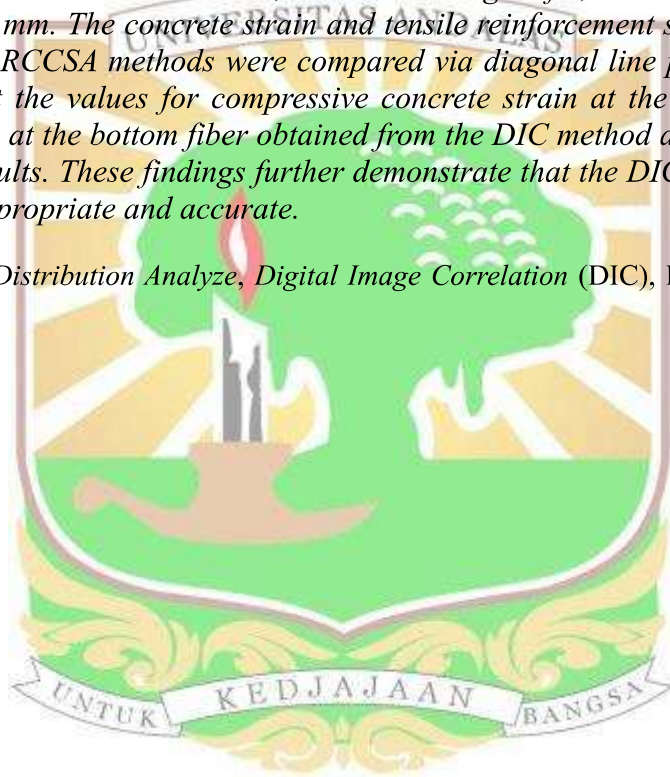 UNIVERSITAS ANDALAS
mm. The concrete strain and tensile reinforcement s
RCCSA methods were compared via diagonal line p
the values for compressive concrete strain at the
at the bottom fiber obtained from the DIC method a
ults. These findings further demonstrate that the DIC
propriate and accurate.
Distribution Analyze, Digital Image Correlation (DIC),
UNTUK KEDJAJAAN BANGSA